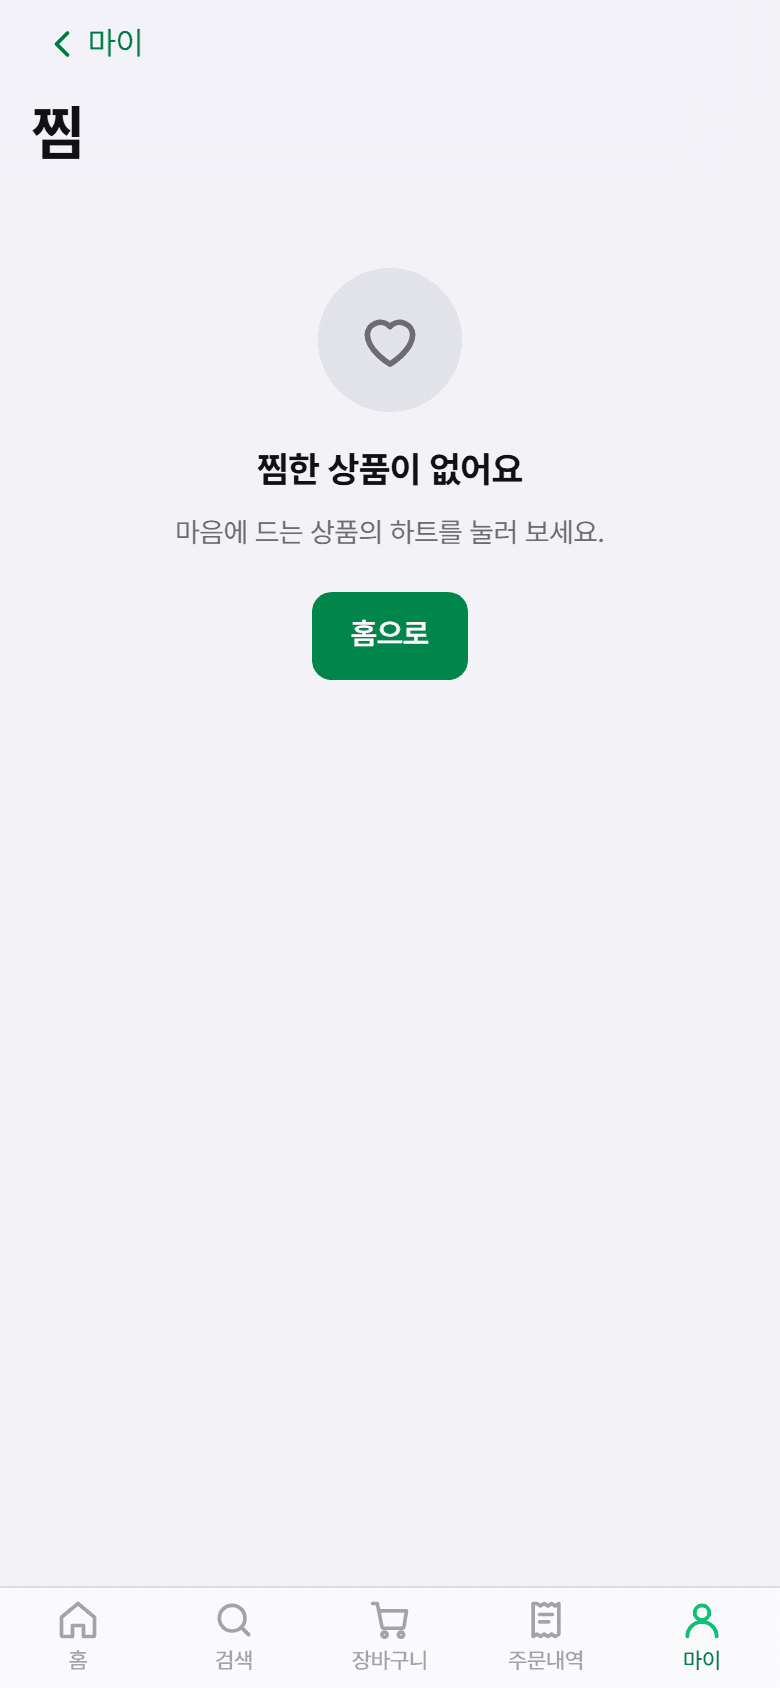 마이
찜
찜한 상품이 없어요
마음에 드는 상품의 하트를 눌러 보세요.
홈으로
홈
검색
장바구니
주문내역
마이